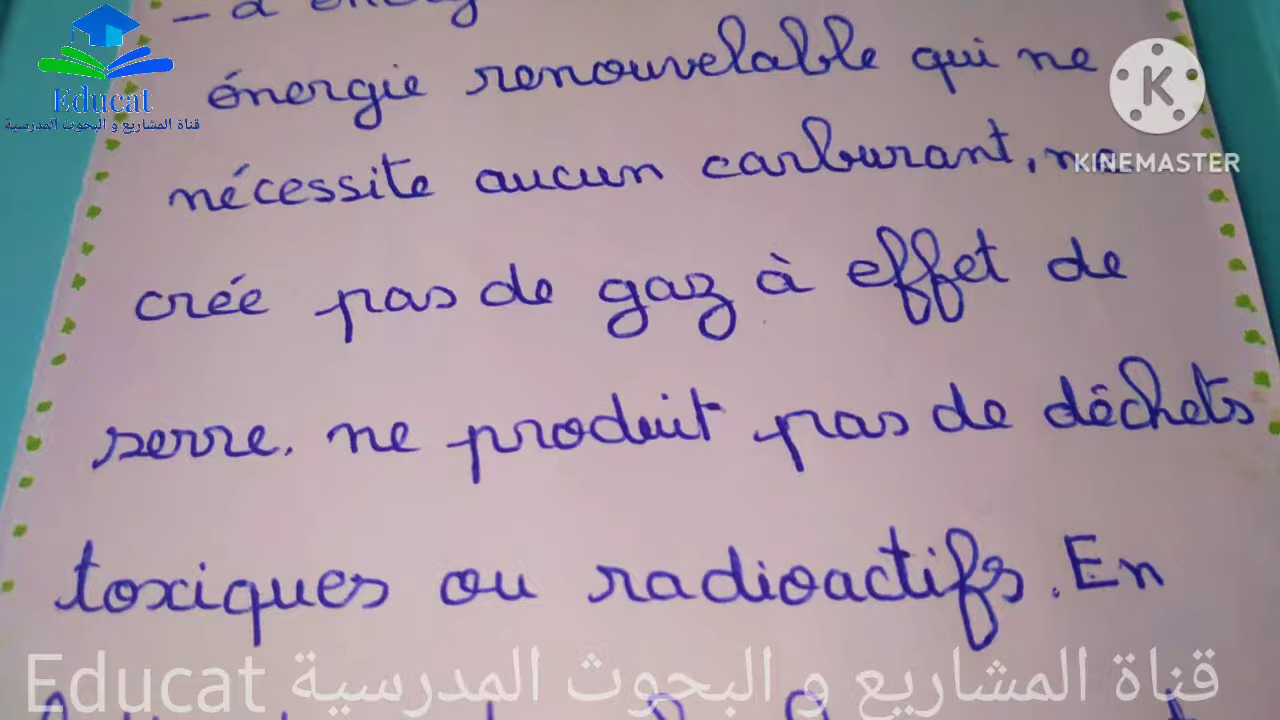 énergie renouvelable qui ne
nécessite aucun carburant, ne
crée pas de gaz à effet de
serre, ne produit pas de déchets
toxiques ou radioactifs. En
Educat
قناة المشاريع و البحوث المدرسية
K
KINEMASTER
Educat قناة المشاريع و البحوث المدرسية